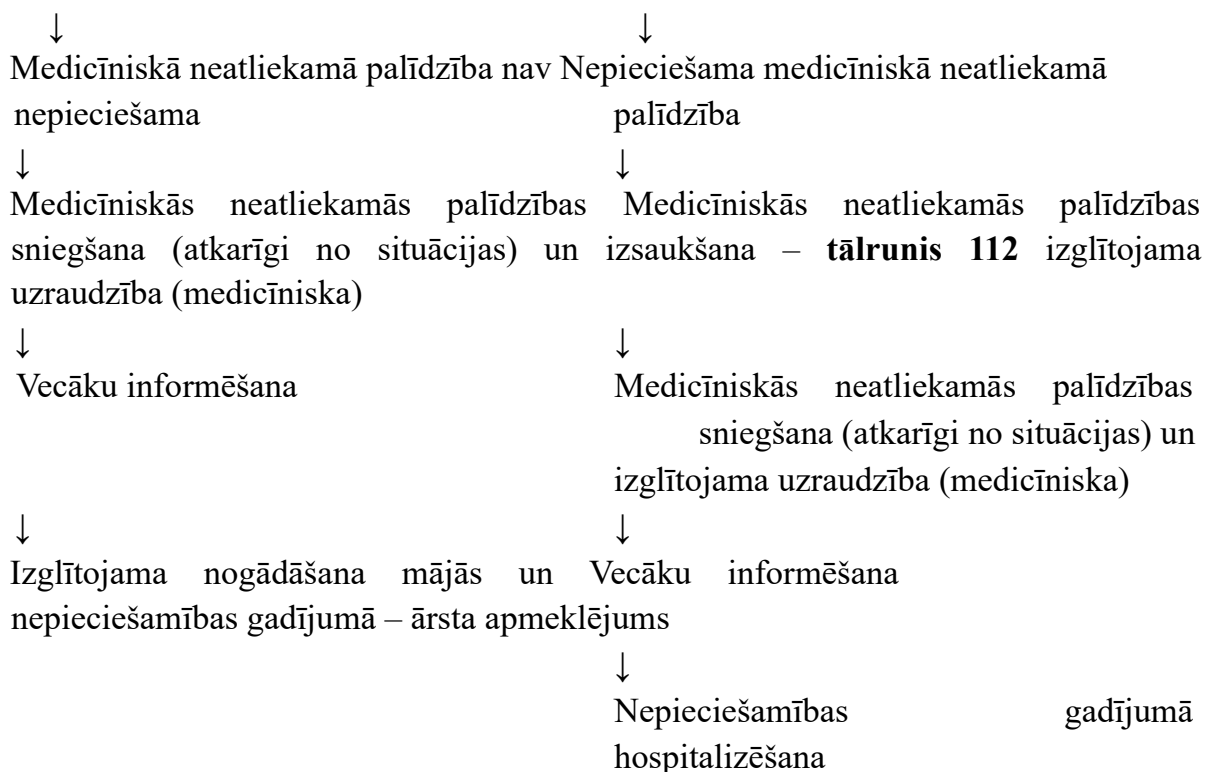 ↓ ↓
Medicīniskā neatliekamā palīdzība nav Nepieciešama medicīniskā neatliekamā
nepieciešama palīdzība
↓ ↓
Medicīniskās neatliekamās palīdzības Medicīniskās neatliekamās palīdzības
sniegšana (atkarīgi no situācijas) un izsaukšana – tālrunis 112 izglītojama
uzraudzība (medicīniska)
↓ ↓
Vecāku informēšana Medicīniskās neatliekamās palīdzības
sniegšana (atkarīgi no situācijas) un
izglītojama uzraudzība (medicīniska)
↓ ↓
Izglītojama nogādāšana mājās un Vecāku informēšana
nepieciešamības gadījumā – ārsta apmeklējums
↓
Nepieciešamības gadījumā
hospitalizēšana